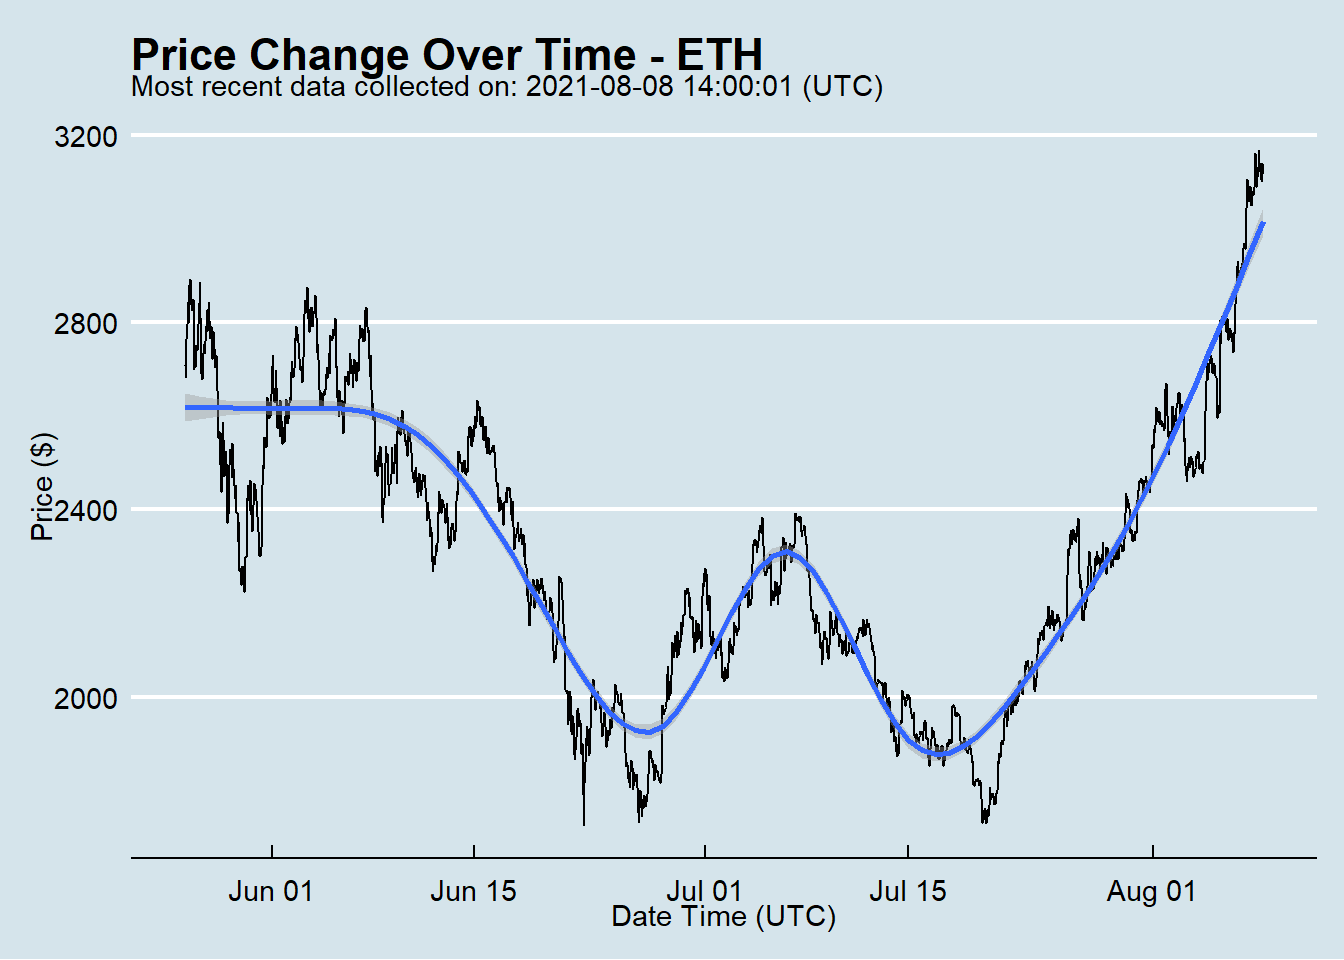 Price Change Over Time - ETH
Most recent data collected on: 2021-08-08 14:00:01 (UTC)
3200
2800
2400
2000
Price ($)
Jun 01
Jun 15
Jul 01
Jul 15
Aug 01
Date Time (UTC)